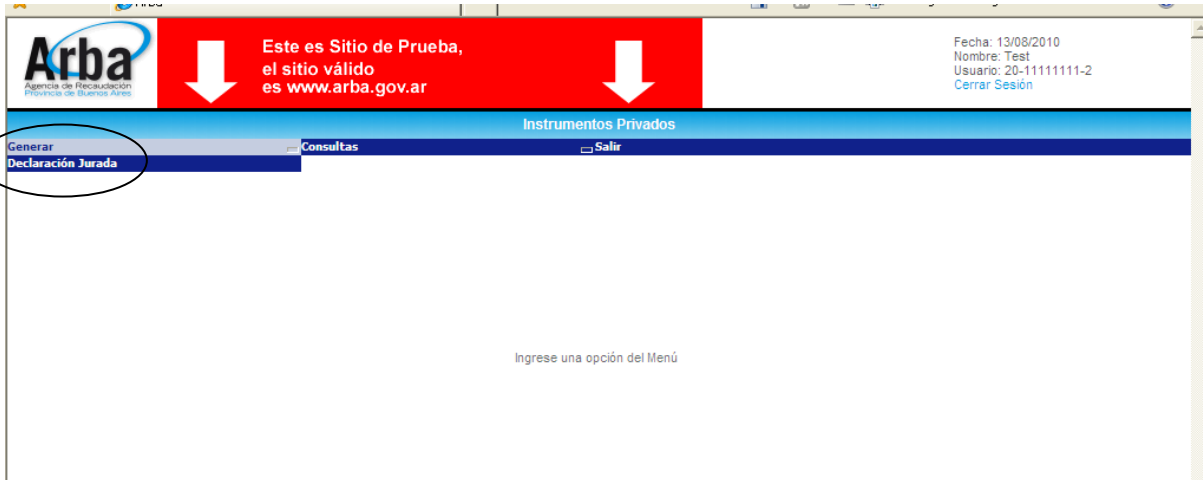 Arba
Agencia de Recaudación
Provincia de Buenos Aires
Este es Sitio de Prueba,
el sitio válido
es www.arba.gov.ar
Fecha: 13/08/2010
Nombre: Test
Usuario: 20-11111111-2
Cerrar Sesión
Instrumentos Privados
Generar Consultas Salir
Declaración Jurada
Ingrese una opción del Menú